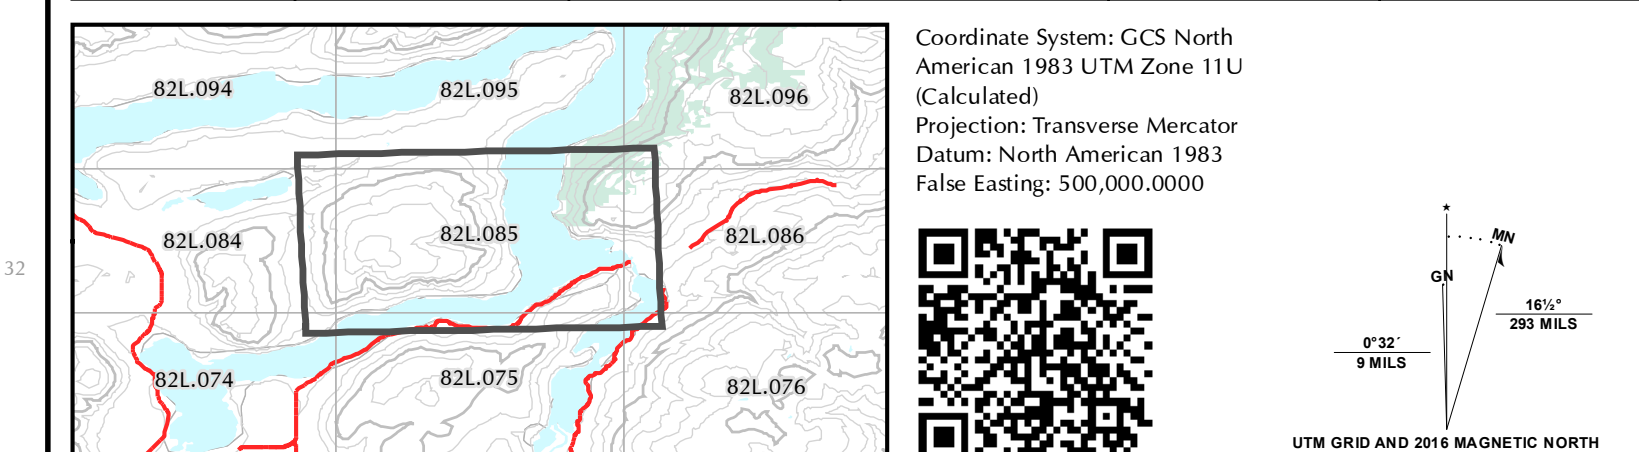 82L.094
82L.095
82L.096
82L.084
82L.085
82L.086
82L.074
82L.075
82L.076
32
Coordinate System: GCS North
American 1983 UTM Zone 11U
(Calculated)
Projection: Transverse Mercator
Datum: North American 1983
False Easting: 500,000.0000
MN
GN
16½°
293 MILS
0°32´
9 MILS
UTM GRID AND 2016 MAGNETIC NORTH